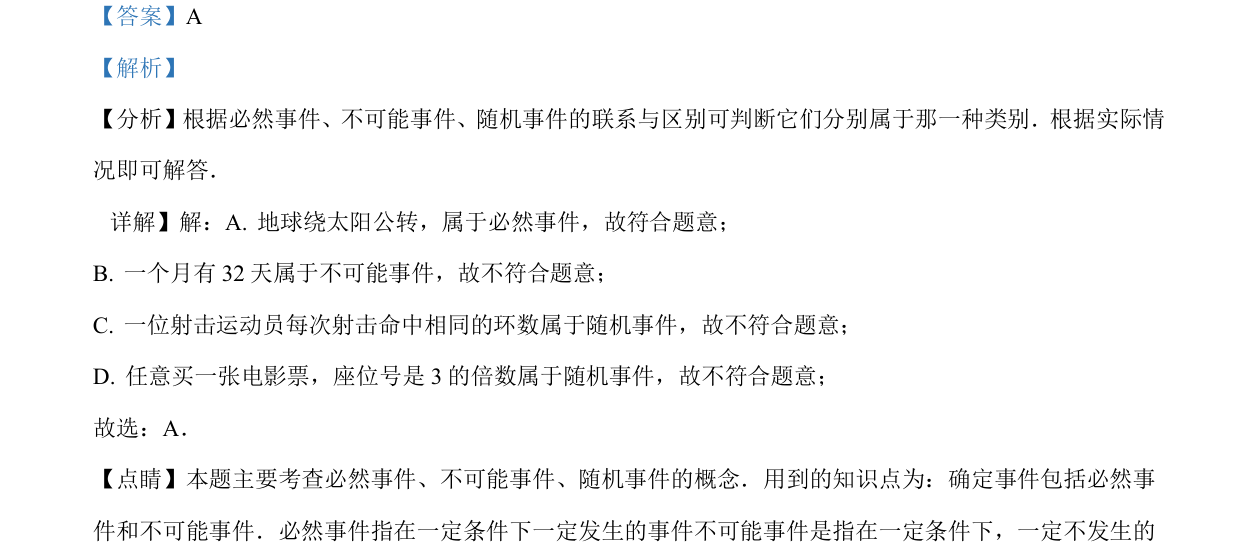 【答案】A
【解析】
【分析】根据必然事件、不可能事件、随机事件的联系与区别可判断它们分别属于那一种类别．根据实际情
况即可解答．
详解】解：A. 地球绕太阳公转，属于必然事件，故符合题意；
B. 一个月有 32 天属于不可能事件，故不符合题意；
C. 一位射击运动员每次射击命中相同的环数属于随机事件，故不符合题意；
D. 任意买一张电影票，座位号是 3 的倍数属于随机事件，故不符合题意；
故选：A．
【点睛】本题主要考查必然事件、不可能事件、随机事件的概念．用到的知识点为：确定事件包括必然事
件和不可能事件．必然事件指在一定条件下一定发生的事件不可能事件是指在一定条件下，一定不发生的